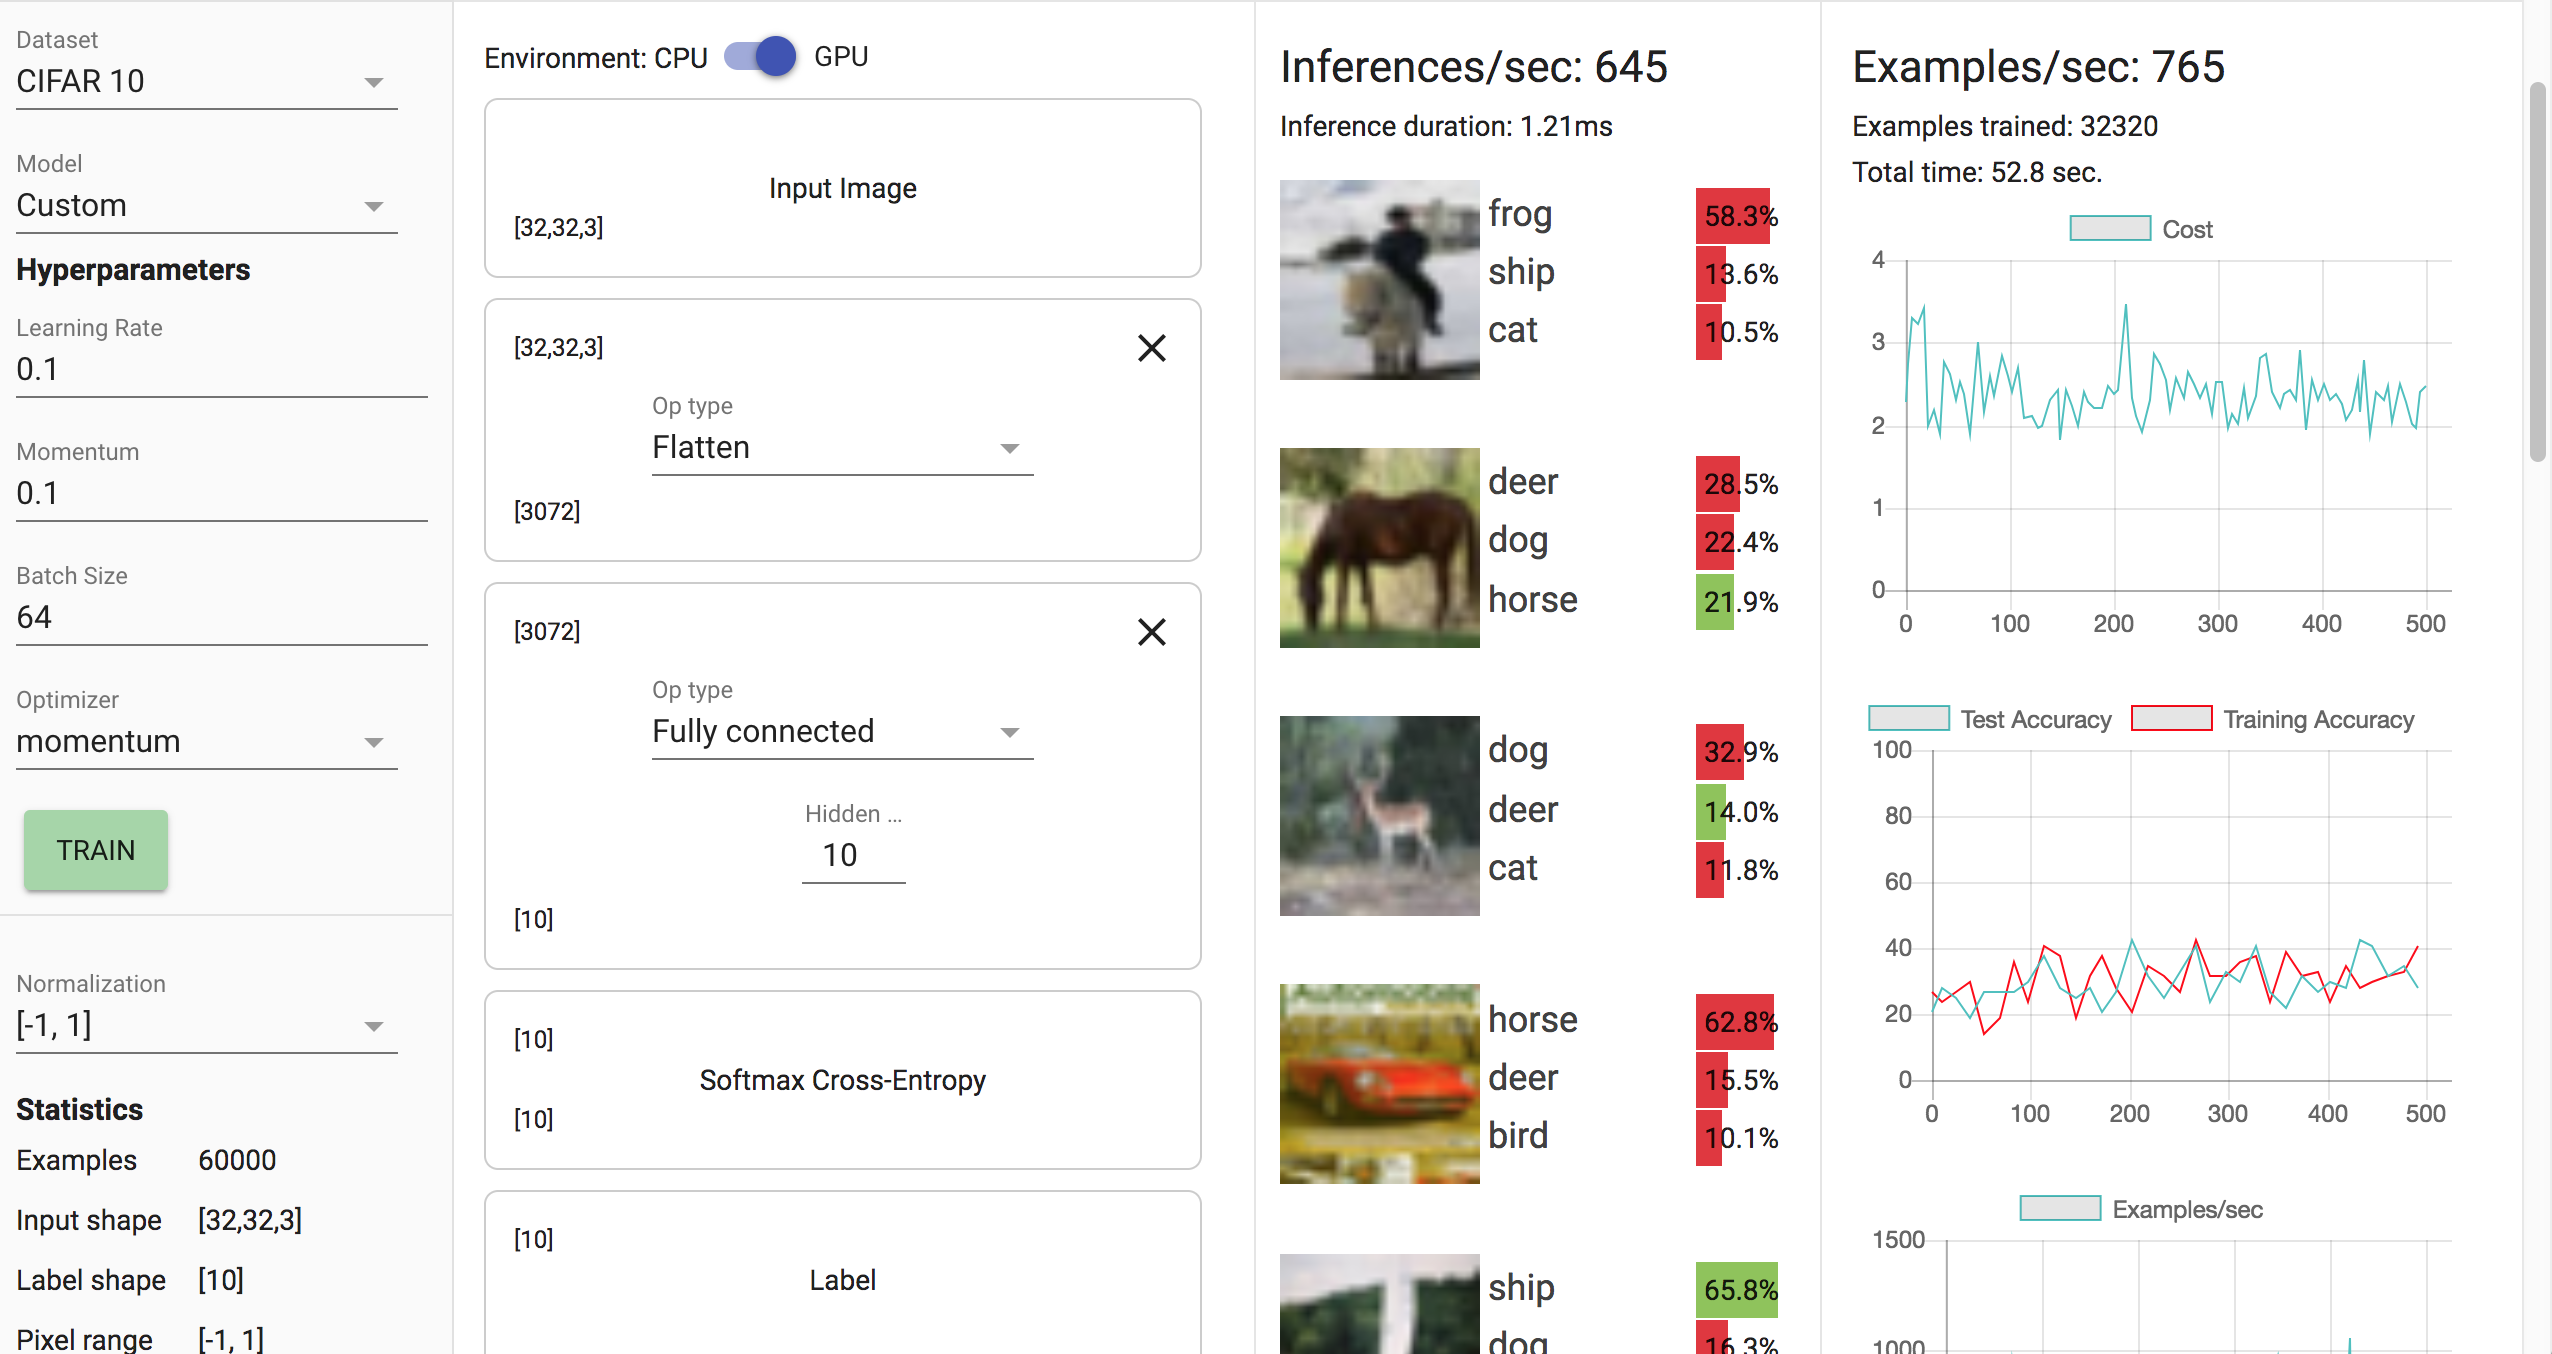 Dataset
CIFAR 10
Model
Custom
Hyperparameters
Learning Rate
0.1
Momentum
0.1
Batch Size
64
Optimizer
momentum
TRAIN
Normalization
[-1, 1]
Statistics
Examples 60000
Input shape [32,32,3]
Label shape [10]
Pixel range [-1, 1]
Environment: CPU GPU
Input Image
[32,32,3]
[32,32,3]
Op type
Flatten
[3072]
[3072]
Op type
Fully connected
Hidden ...
10
[10]
[10]
Softmax Cross-Entropy
[10]
[10]
Label
Inferences/sec: 645
Inference duration: 1.21ms
frog 58.3%
ship 13.6%
cat 10.5%
deer 28.5%
dog 22.4%
horse 21.9%
dog 32.9%
deer 14.0%
cat 11.8%
horse 62.8%
deer 15.5%
bird 10.1%
ship 65.8%
dog 16.3%
Examples/sec: 765
Examples trained: 32320
Total time: 52.8 sec.
Cost
4
3
2
1
0
0 100 200 300 400 500
Test Accuracy Training Accuracy
100
80
60
40
20
0
0 100 200 300 400 500
Examples/sec
1500
1000